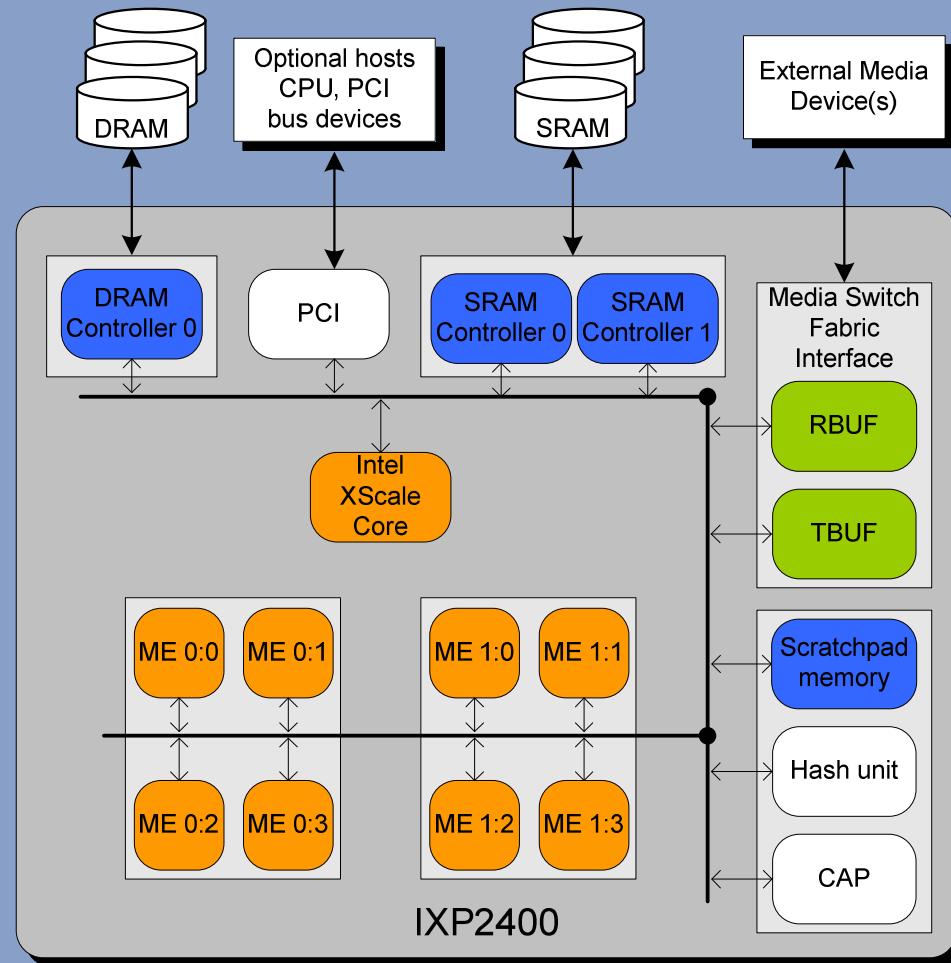 DRAM
Optional hosts
CPU, PCI
bus devices
SRAM
External Media
Device(s)
DRAM
Controller 0
PCI
SRAM
Controller 0
SRAM
Controller 1
Media Switch
Fabric
Interface
RBUF
TBUF
Intel
XScale
Core
ME 0:0
ME 0:1
ME 1:0
ME 1:1
ME 0:2
ME 0:3
ME 1:2
ME 1:3
Scratchpad
memory
Hash unit
CAP
IXP2400